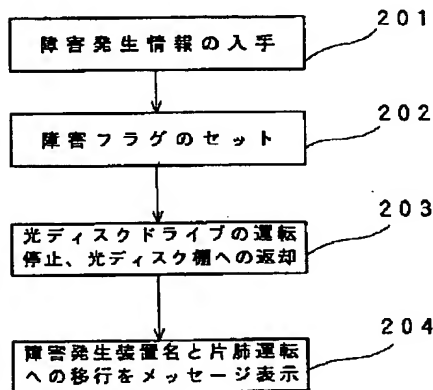 201
障害発生情報の入手
202
障害フラグのセット
203
光ディスクドライブの運転
停止、光ディスク棚への返却
204
障害発生装置名と片肺運転
への移行をメッセージ表示